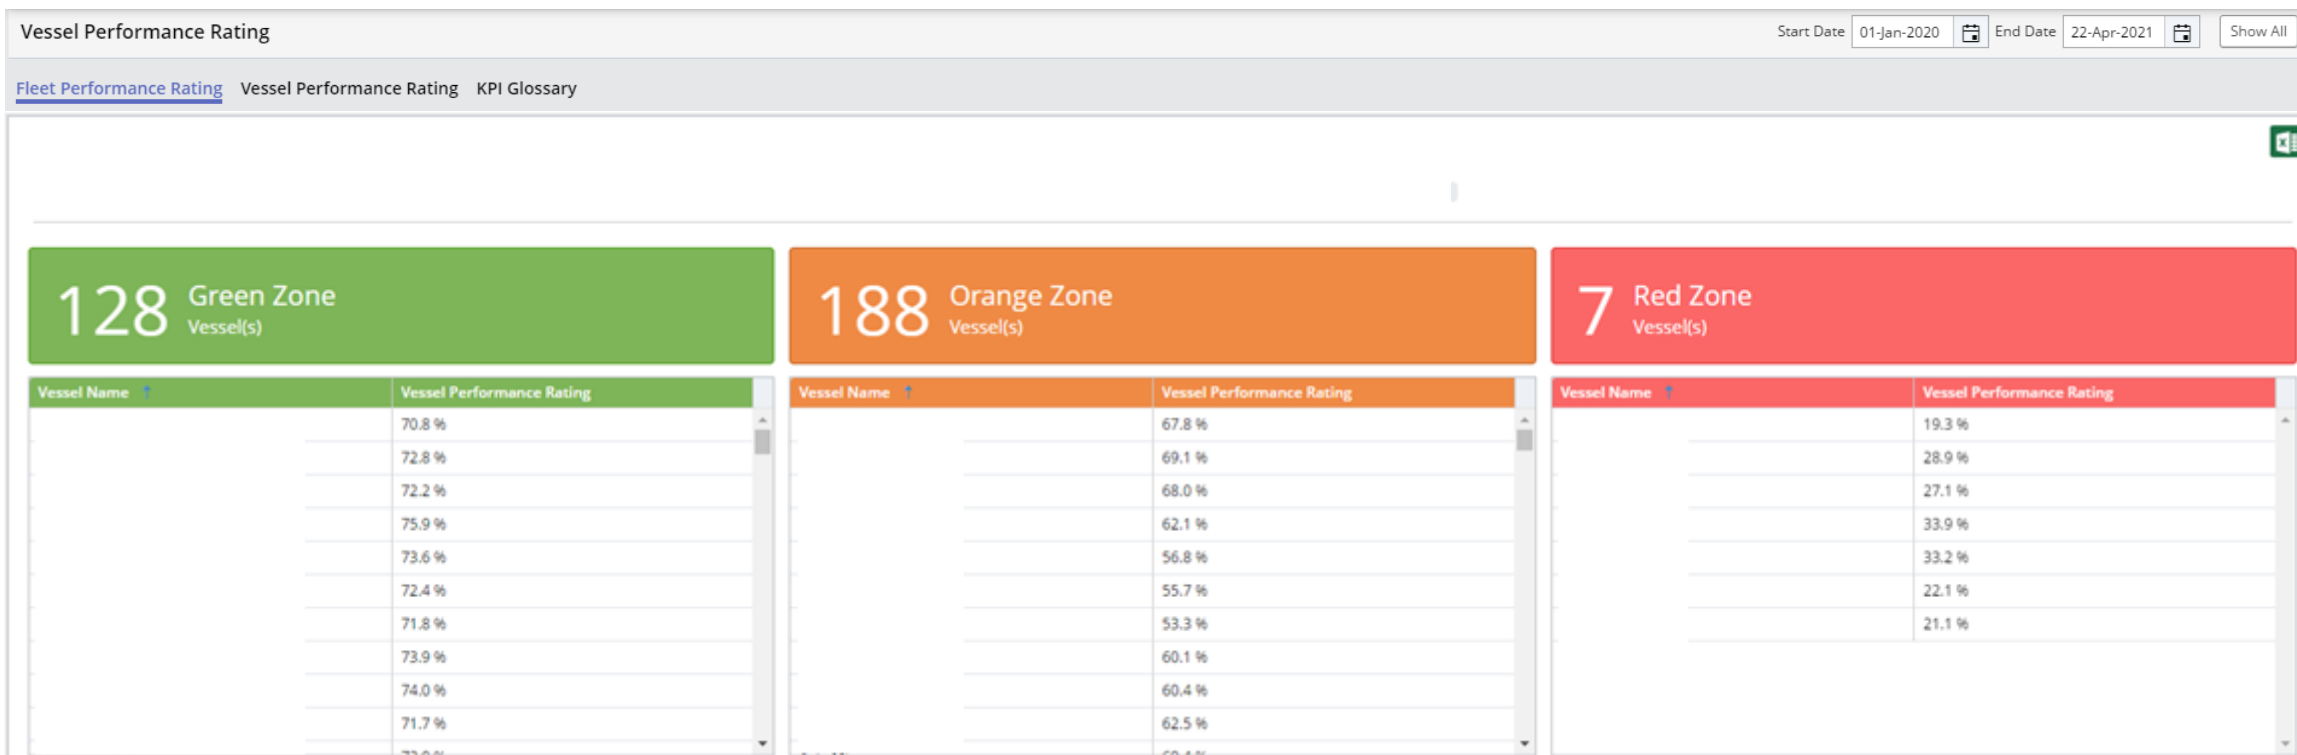 Vessel Performance Rating
Start Date 01-Jan-2020 End Date 22-Apr-2021 Show All
Fleet Performance Rating Vessel Performance Rating KPI Glossary
128 Green Zone
Vessel(s)
188 Orange Zone
Vessel(s)
7 Red Zone
Vessel(s)
Vessel Name Vessel Performance Rating Vessel Name Vessel Performance Rating Vessel Name Vessel Performance Rating
70.8 % 67.8 % 19.3 %
72.8 % 69.1 % 28.9 %
72.2 % 68.0 % 27.1 %
75.9 % 62.1 % 33.9 %
73.6 % 56.8 % 33.2 %
72.4 % 55.7 % 22.1 %
71.8 % 53.3 % 21.1 %
73.9 % 60.1 %
74.0 % 60.4 %
71.7 % 62.5 %